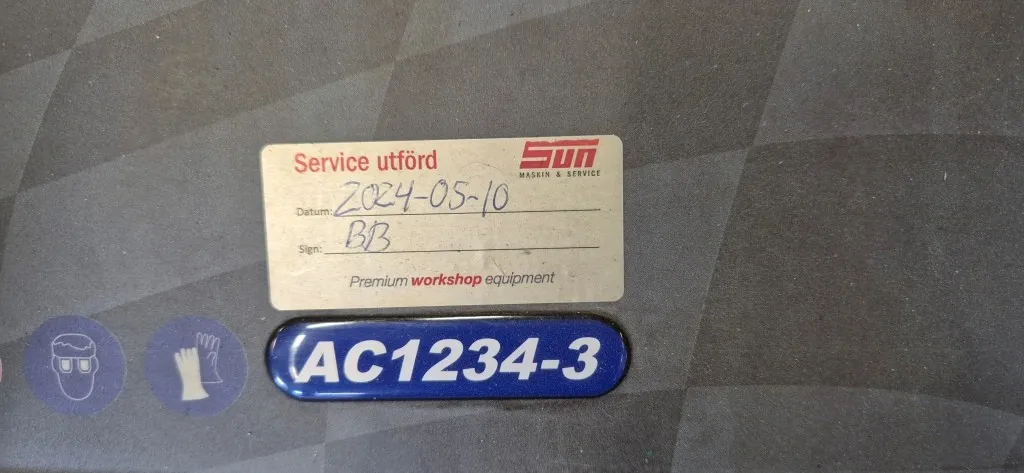 Service utförd
Sun
MASKIN & SERVICE
Datum: 2024-05-10
Sign: BB
Premium workshop equipment
AC1234-3